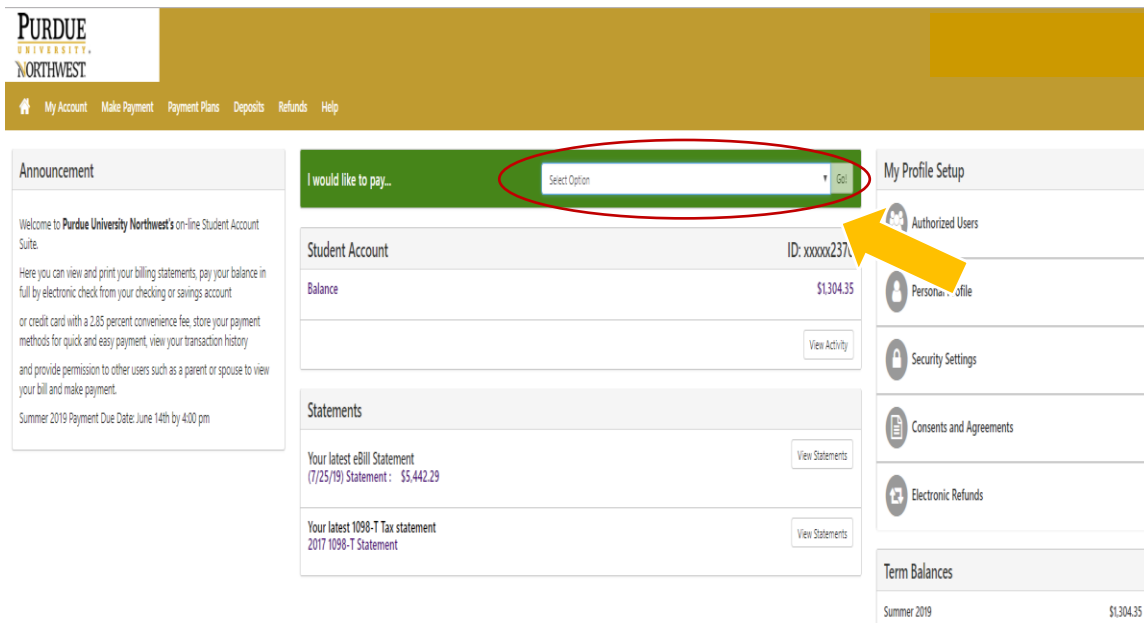 PURDUE
UNIVERSITY®
NORTHWEST
My Account Make Payment Payment Plans Deposits Refunds Help
Announcement
Welcome to Purdue University Northwest's on-line Student Account
Suite.
Here you can view and print your billing statements, pay your balance in
full by electronic check from your checking or savings account
or credit card with a 2.85 percent convenience fee, store your payment
methods for quick and easy payment, view your transaction history
and provide permission to other users such as a parent or spouse to view
your bill and make payment.
Summer 2019 Payment Due Date: June 14th by 4:00 pm
I would like to pay...
Select Option
Go!
Student Account
ID: xxxxx237
Balance
$1,304.35
View Activity
Statements
Your latest eBill Statement
(7/25/19) Statement : $5,442.29
View Statements
Your latest 1098-T Tax statement
2017 1098-T Statement
View Statements
My Profile Setup
Authorized Users
Personal
Security Settings
Consents and Agreements
Electronic Refunds
Term Balances
Summer 2019
$1,304.35